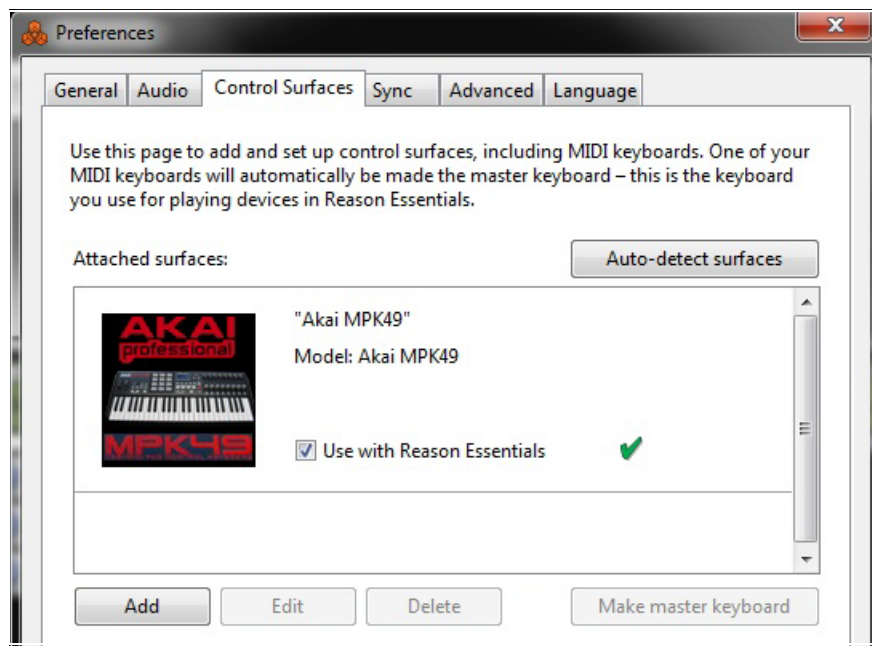 Preferences
General Audio Control Surfaces Sync Advanced Language
Use this page to add and set up control surfaces, including MIDI keyboards. One of your
MIDI keyboards will automatically be made the master keyboard – this is the keyboard
you use for playing devices in Reason Essentials.
Attached surfaces:
Auto-detect surfaces
AKAI
professional
MPK49
"Akai MPK49"
Model: Akai MPK49
Use with Reason Essentials
Add Edit Delete Make master keyboard